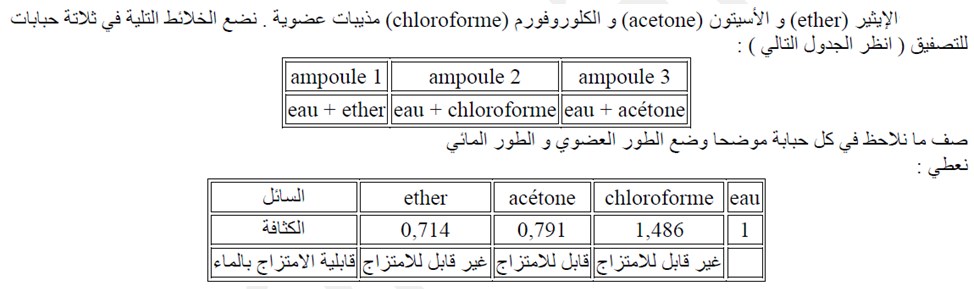 الإيثير (ether) و الأسيتون (acetone) و الكلوروفورم (chloroforme) مذيبات عضوية . نضع الخلائط التلية في ثلاتة حبابات
للتصفيق ( انظر الجدول التالي ) :
ampoule 1 ampoule 2 ampoule 3
eau + ether eau + chloroforme eau + acétone
صف ما نلاحظ في كل حبابة موضحا وضع الطور العضوي و الطور المائي
نعطي :
السائل ether acétone chloroforme eau
الكثافة 0,714 0,791 1,486 1
قابلية الامتزاج بالماء غير قابل للامتزاج قابل للامتزاج غير قابل للامتزاج